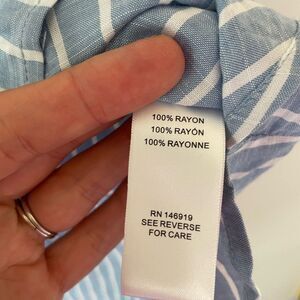 100% RAYON
100% RAYÓN
100% RAYONNE
RN 146919
SEE REVERSE
FOR CARE